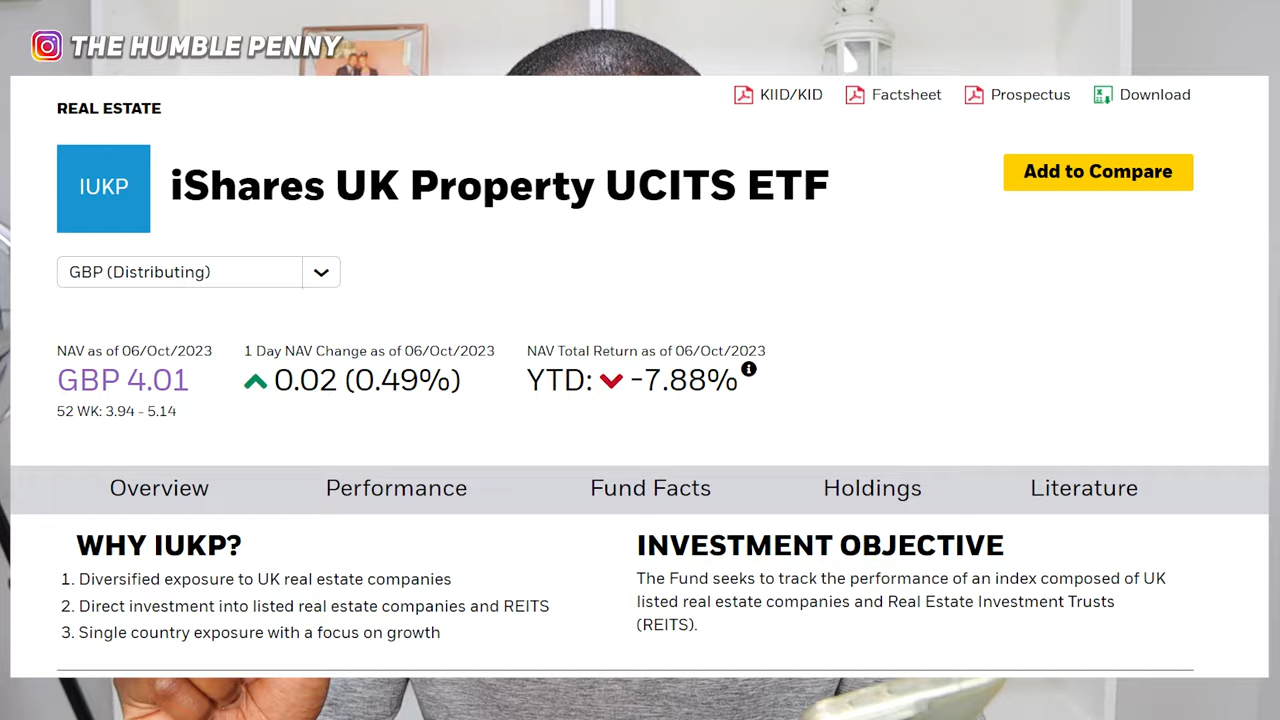 THE HUMBLE PENNY
KIID/KID Factsheet Prospectus Download
REAL ESTATE
IUKP
iShares UK Property UCITS ETF
Add to Compare
GBP (Distributing)
NAV as of 06/Oct/2023
GBP 4.01
52 WK: 3.94 - 5.14
1 Day NAV Change as of 06/Oct/2023
0.02 (0.49%)
NAV Total Return as of 06/Oct/2023
YTD: -7.88%
Overview Performance Fund Facts Holdings Literature
WHY IUKP?
1. Diversified exposure to UK real estate companies
2. Direct investment into listed real estate companies and REITS
3. Single country exposure with a focus on growth
INVESTMENT OBJECTIVE
The Fund seeks to track the performance of an index composed of UK
listed real estate companies and Real Estate Investment Trusts
(REITS).